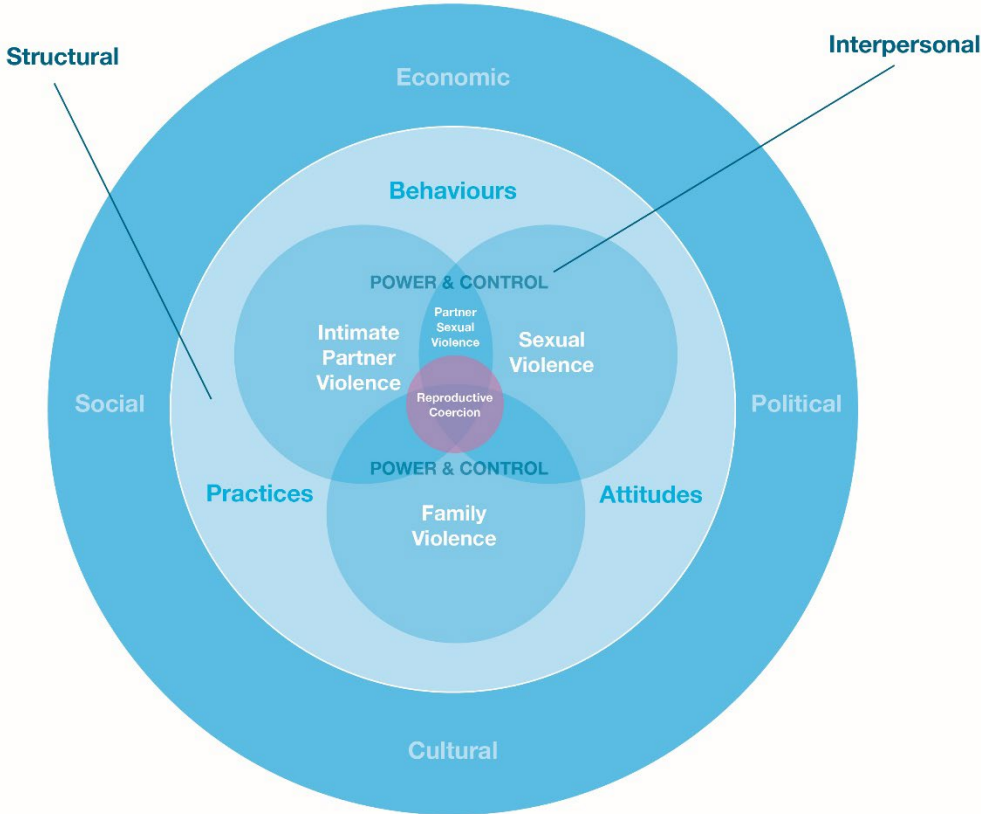 Structural
Interpersonal
Economic
Behaviours
POWER & CONTROL
Partner
Sexual
Violence
Intimate
Partner
Violence
Sexual
Violence
Social
Reproductive
Coercion
Political
POWER & CONTROL
Practices
Attitudes
Family
Violence
Cultural